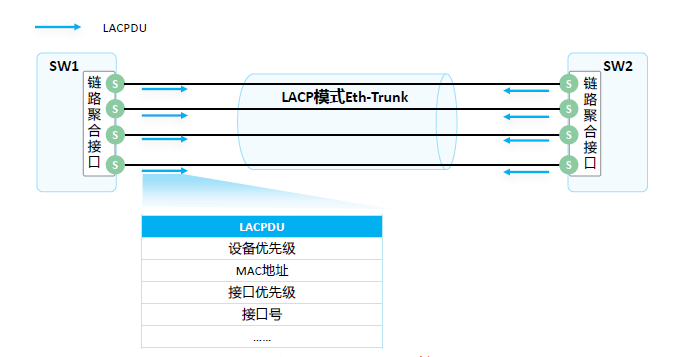 LACPDU
SW1
SW2
链路聚合接口
S
S
S
S
LACP模式Eth-Trunk
S
S
S
S
链路聚合接口
LACPDU
设备优先级
MAC地址
接口优先级
接口号
……